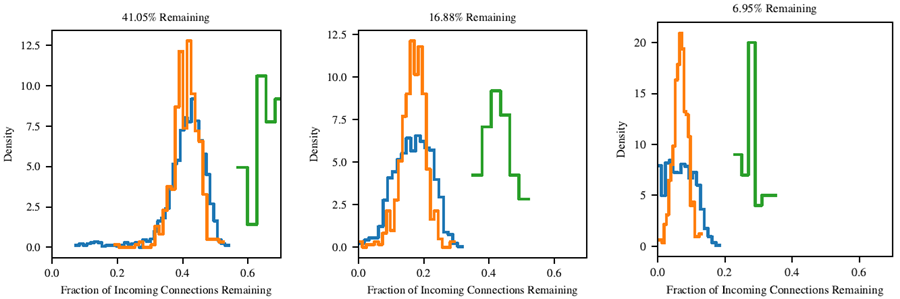 41.05% Remaining
12.5
10.0
7.5
5.0
2.5
0.0
Density
0.0 0.2 0.4 0.6
Fraction of Incoming Connections Remaining
16.88% Remaining
12.5
10.0
7.5
5.0
2.5
0.0
Density
0.0 0.2 0.4 0.6
Fraction of Incoming Connections Remaining
6.95% Remaining
20
15
10
5
0
Density
0.0 0.2 0.4 0.6
Fraction of Incoming Connections Remaining